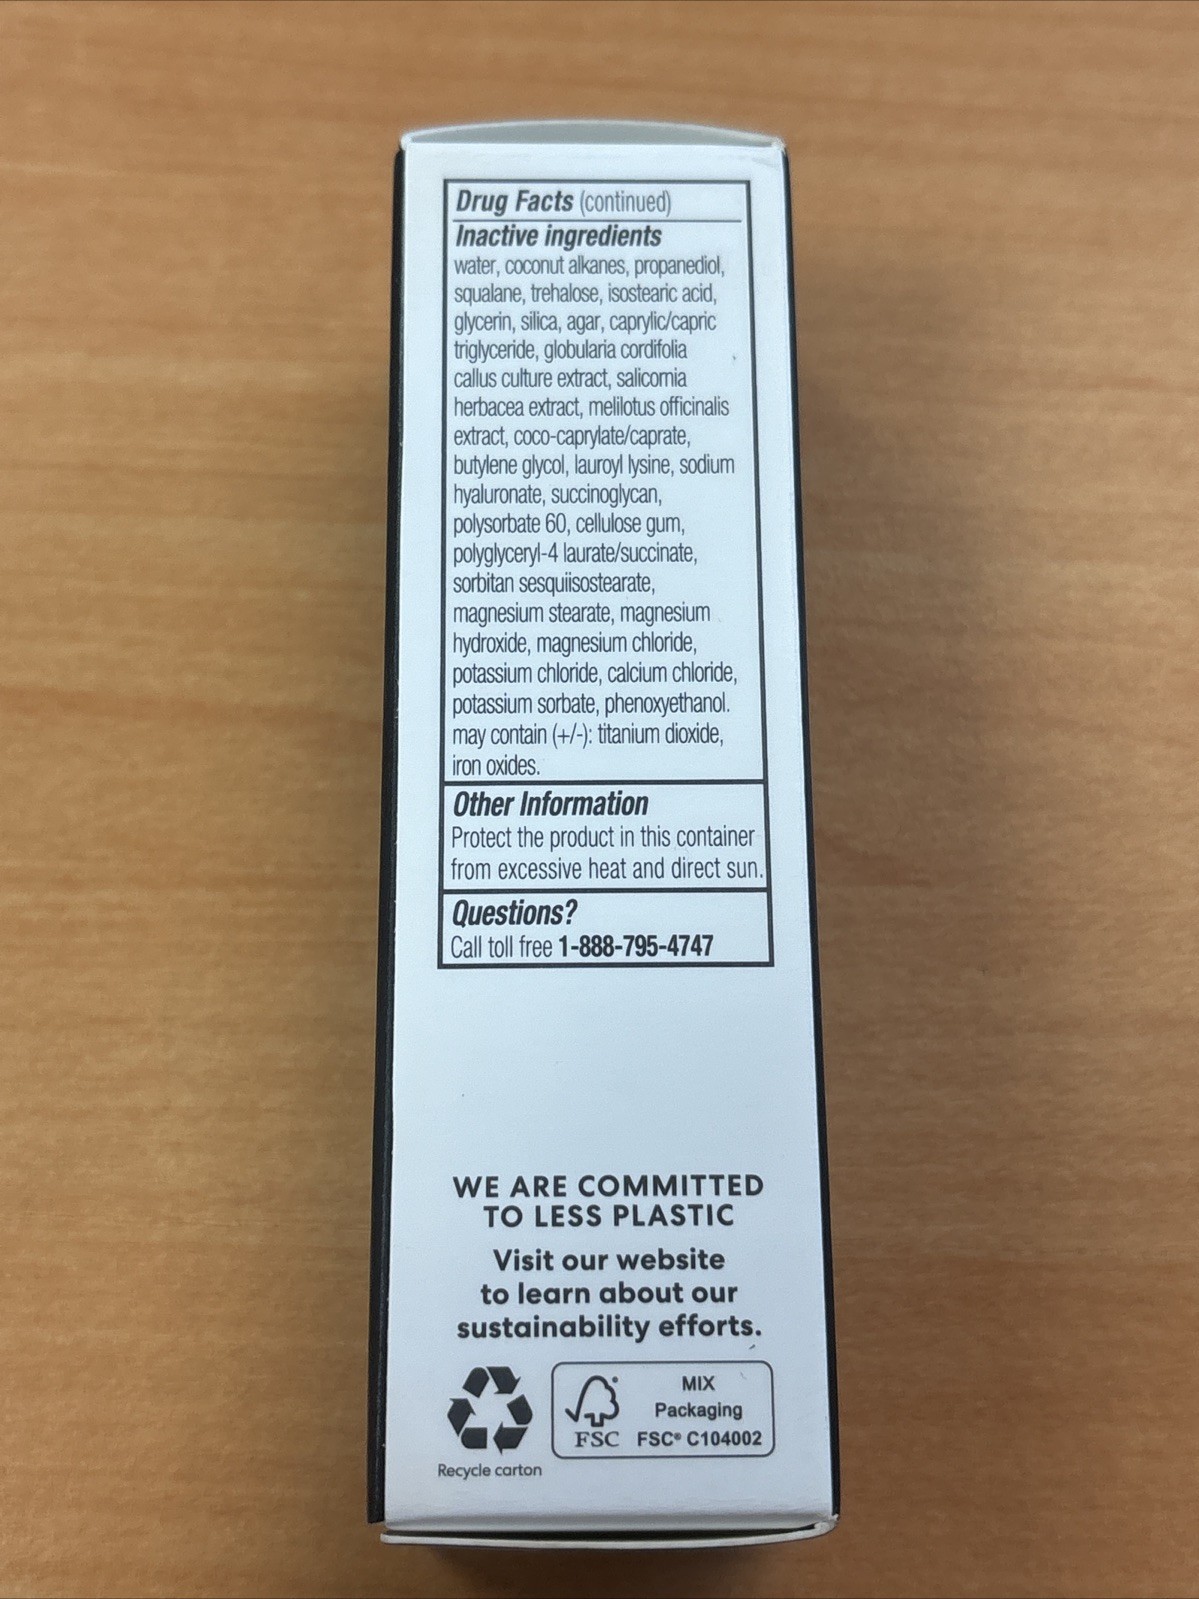 Drug Facts (continued)
Inactive ingredients
water, coconut alkanes, propanediol,
squalane, trehalose, isostearic acid,
glycerin, silica, agar, caprylic/capric
triglyceride, globularia cordifolia
callus culture extract, salicornia
herbacea extract, melilotus officinalis
extract, coco-caprylate/caprate,
butylene glycol, lauroyl lysine, sodium
hyaluronate, succinoglycan,
polysorbate 60, cellulose gum,
polyglyceryl-4 laurate/succinate,
sorbitan sesquiisostearate,
magnesium stearate, magnesium
hydroxide, magnesium chloride,
potassium chloride, calcium chloride,
potassium sorbate, phenoxyethanol.
may contain (+/-): titanium dioxide,
iron oxides.
Other Information
Protect the product in this container
from excessive heat and direct sun.
Questions?
Call toll free 1-888-795-4747
WE ARE COMMITTED
TO LESS PLASTIC
Visit our website
to learn about our
sustainability efforts.
Recycle carton
FSC
MIX
Packaging
FSC® C104002